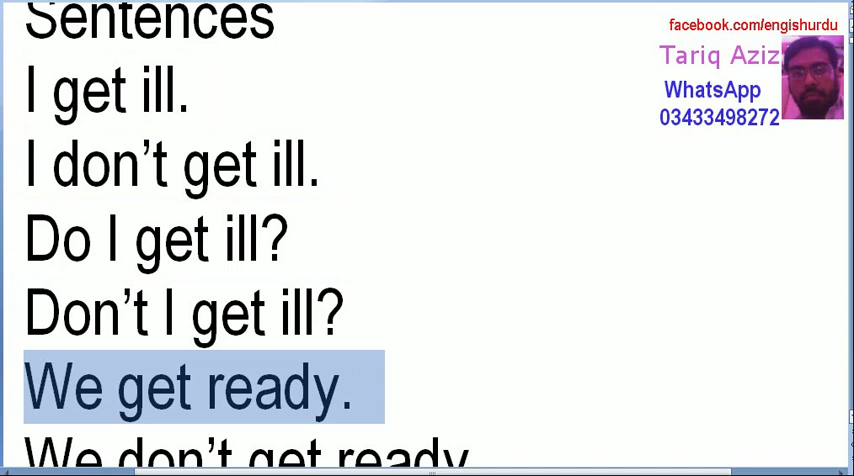 Sentences
I get ill.
I don't get ill.
Do I get ill?
Don't I get ill?
We get ready.
We don't get ready
facebook.com/engishurdu
Tariq Aziz
WhatsApp
03433498272